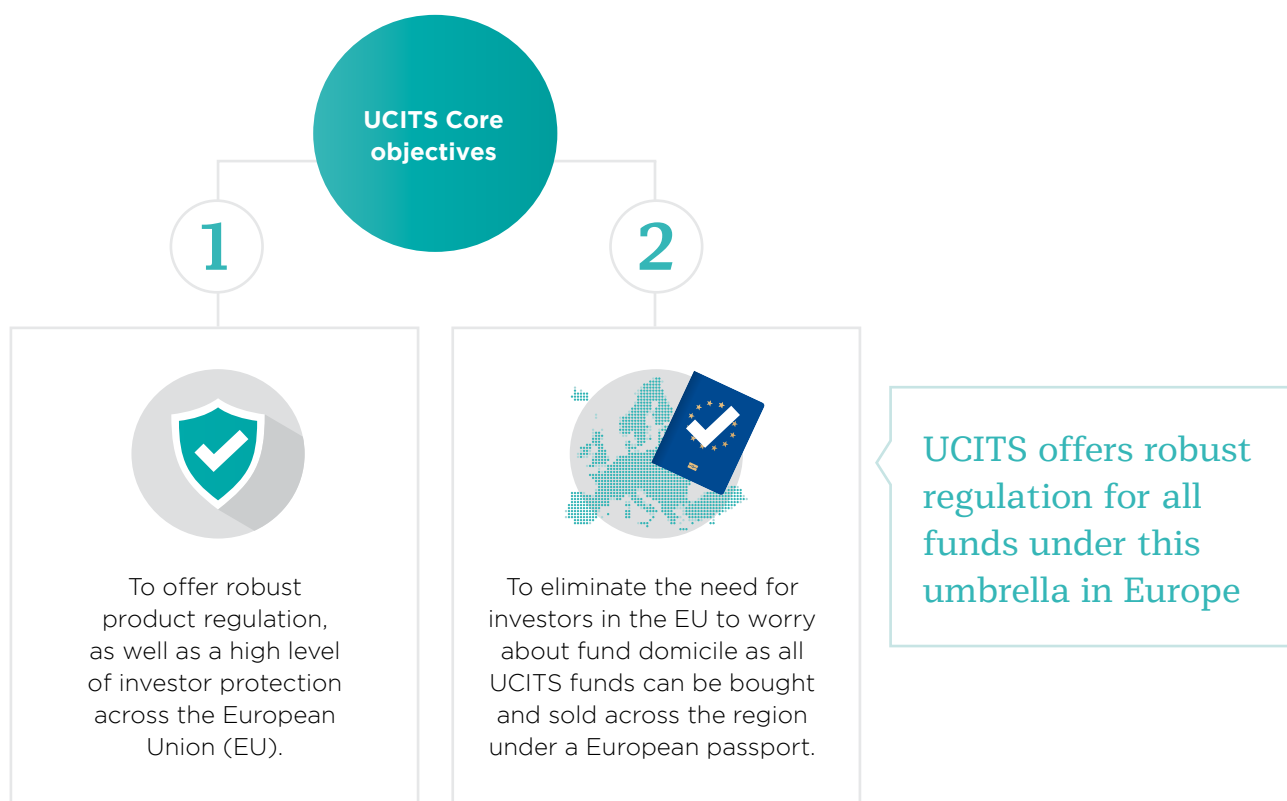 UCITS Core
objectives
1
2
To offer robust
product regulation,
as well as a high level
of investor protection
across the European
Union (EU).
To eliminate the need for
investors in the EU to worry
about fund domicile as all
UCITS funds can be bought
and sold across the region
under a European passport.
UCITS offers robust
regulation for all
funds under this
umbrella in Europe